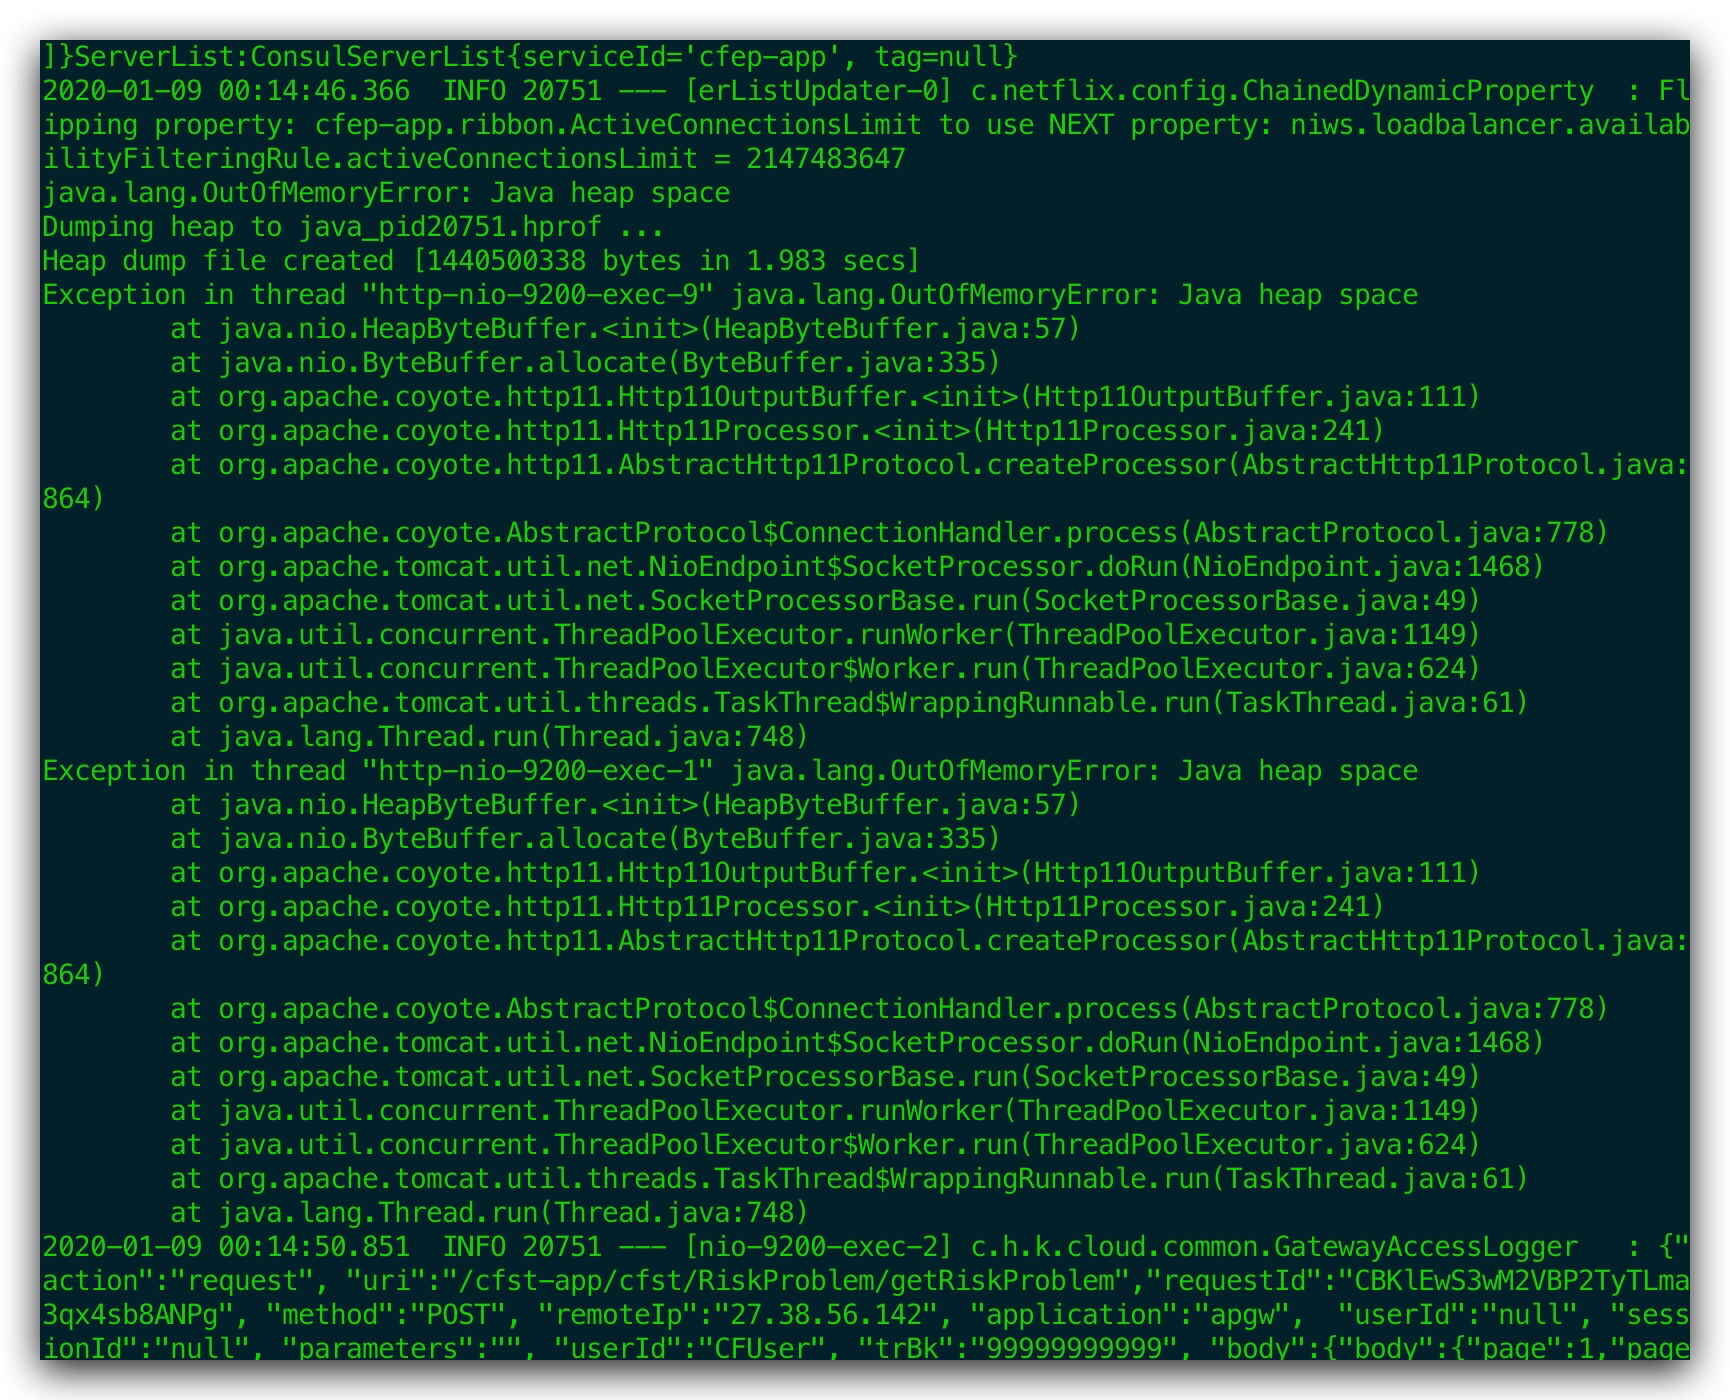 ]}ServerList:ConsulServerList{serviceId='cfep-app', tag=null}
2020-01-09 00:14:46.366  INFO 20751 --- [erListUpdater-0] c.netflix.config.ChainedDynamicProperty  : Fl
ipping property: cfep-app.ribbon.ActiveConnectionsLimit to use NEXT property: niws.loadbalancer.availab
ilityFilteringRule.activeConnectionsLimit = 2147483647
java.lang.OutOfMemoryError: Java heap space
Dumping heap to java_pid20751.hprof ...
Heap dump file created [1440500338 bytes in 1.983 secs]
Exception in thread "http-nio-9200-exec-9" java.lang.OutOfMemoryError: Java heap space
        at java.nio.HeapByteBuffer.<init>(HeapByteBuffer.java:57)
        at java.nio.ByteBuffer.allocate(ByteBuffer.java:335)
        at org.apache.coyote.http11.Http11OutputBuffer.<init>(Http11OutputBuffer.java:111)
        at org.apache.coyote.http11.Http11Processor.<init>(Http11Processor.java:241)
        at org.apache.coyote.http11.AbstractHttp11Protocol.createProcessor(AbstractHttp11Protocol.java:
864)
        at org.apache.coyote.AbstractProtocol$ConnectionHandler.process(AbstractProtocol.java:778)
        at org.apache.tomcat.util.net.NioEndpoint$SocketProcessor.doRun(NioEndpoint.java:1468)
        at org.apache.tomcat.util.net.SocketProcessorBase.run(SocketProcessorBase.java:49)
        at java.util.concurrent.ThreadPoolExecutor.runWorker(ThreadPoolExecutor.java:1149)
        at java.util.concurrent.ThreadPoolExecutor$Worker.run(ThreadPoolExecutor.java:624)
        at org.apache.tomcat.util.threads.TaskThread$WrappingRunnable.run(TaskThread.java:61)
        at java.lang.Thread.run(Thread.java:748)
Exception in thread "http-nio-9200-exec-1" java.lang.OutOfMemoryError: Java heap space
        at java.nio.HeapByteBuffer.<init>(HeapByteBuffer.java:57)
        at java.nio.ByteBuffer.allocate(ByteBuffer.java:335)
        at org.apache.coyote.http11.Http11OutputBuffer.<init>(Http11OutputBuffer.java:111)
        at org.apache.coyote.http11.Http11Processor.<init>(Http11Processor.java:241)
        at org.apache.coyote.http11.AbstractHttp11Protocol.createProcessor(AbstractHttp11Protocol.java:
864)
        at org.apache.coyote.AbstractProtocol$ConnectionHandler.process(AbstractProtocol.java:778)
        at org.apache.tomcat.util.net.NioEndpoint$SocketProcessor.doRun(NioEndpoint.java:1468)
        at org.apache.tomcat.util.net.SocketProcessorBase.run(SocketProcessorBase.java:49)
        at java.util.concurrent.ThreadPoolExecutor.runWorker(ThreadPoolExecutor.java:1149)
        at java.util.concurrent.ThreadPoolExecutor$Worker.run(ThreadPoolExecutor.java:624)
        at org.apache.tomcat.util.threads.TaskThread$WrappingRunnable.run(TaskThread.java:61)
        at java.lang.Thread.run(Thread.java:748)
2020-01-09 00:14:50.851  INFO 20751 --- [nio-9200-exec-2] c.h.k.cloud.common.GatewayAccessLogger   : {"
action":"request", "uri":"/cfst-app/cfst/RiskProblem/getRiskProblem","requestId":"CBKlEwS3wM2VBP2TyTLma
3qx4sb8ANPg", "method":"POST", "remoteIp":"27.38.56.142", "application":"apgw",  "userId":"null", "sess
ionId":"null", "parameters":"", "userId":"CFUser", "trBk":"99999999999", "body":{"body":{"page":1,"page